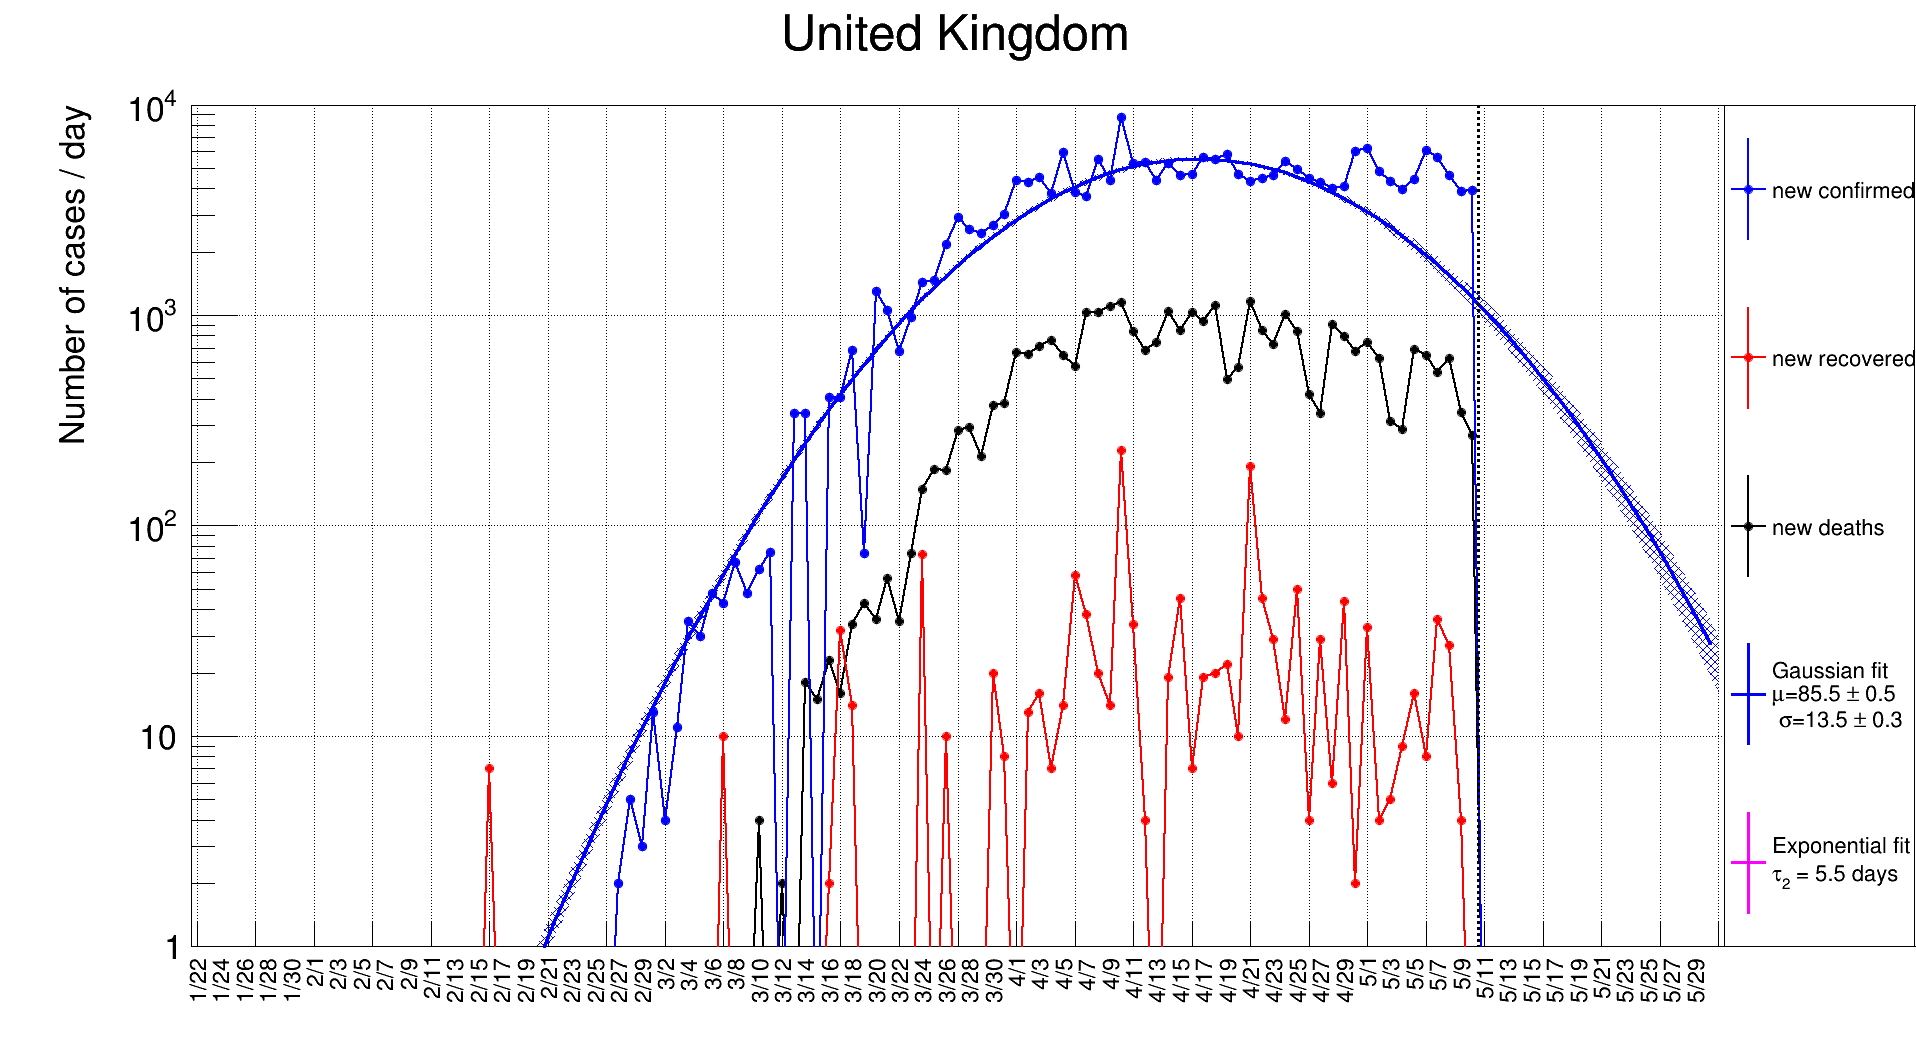 United Kingdom
Number of cases / day
10^4
10^3
10^2
10
1
1/22 1/24 1/26 1/28 1/30 2/1 2/3 2/5 2/7 2/9 2/11 2/13 2/15 2/17 2/19 2/21 2/23 2/25 2/27 2/29 3/2 3/4 3/6 3/8 3/10 3/12 3/14 3/16 3/18 3/20 3/22 3/24 3/26 3/28 3/30 4/1 4/3 4/5 4/7 4/9 4/11 4/13 4/15 4/17 4/19 4/21 4/23 4/25 4/27 4/29 5/1 5/3 5/5 5/7 5/9 5/11 5/13 5/15 5/17 5/19 5/21 5/23 5/25 5/27 5/29
new confirmed
new recovered
new deaths
Gaussian fit
μ=85.5 ± 0.5
σ=13.5 ± 0.3
Exponential fit
τ₂ = 5.5 days